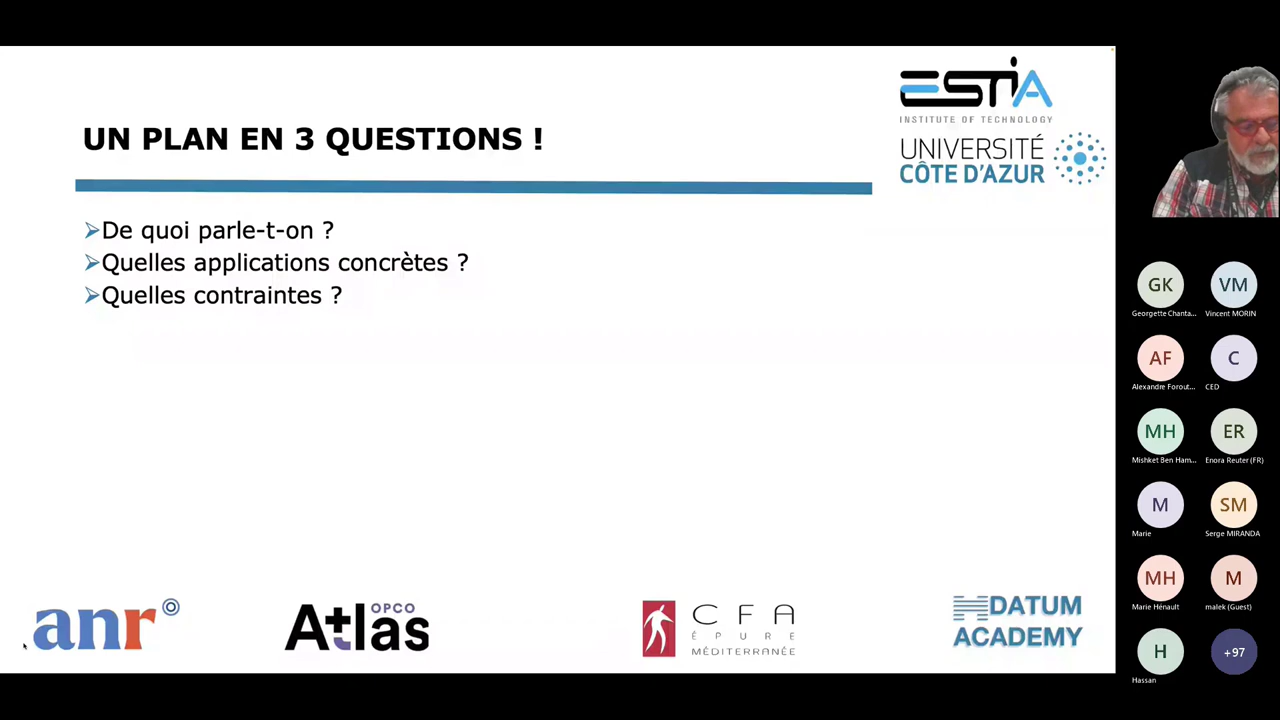 ESTIA
INSTITUTE OF TECHNOLOGY
UN PLAN EN 3 QUESTIONS !
UNIVERSITÉ
CÔTE D'AZUR
De quoi parle-t-on ?
Quelles applications concrètes ?
Quelles contraintes ?
anr
OPCO
Atlas
CFA
ÉPURE
MÉDITERRANÉE
DATUM
ACADEMY
GK
Georgette Chanta...
VM
Vincent MORIN
AF
Alexandre Forout...
C
CED
MH
Mishket Ben Ham...
ER
Enora Reuter (FR)
M
Marie
SM
Serge MIRANDA
MH
Marie Hénault
M
malek (Guest)
H
Hassan
+97